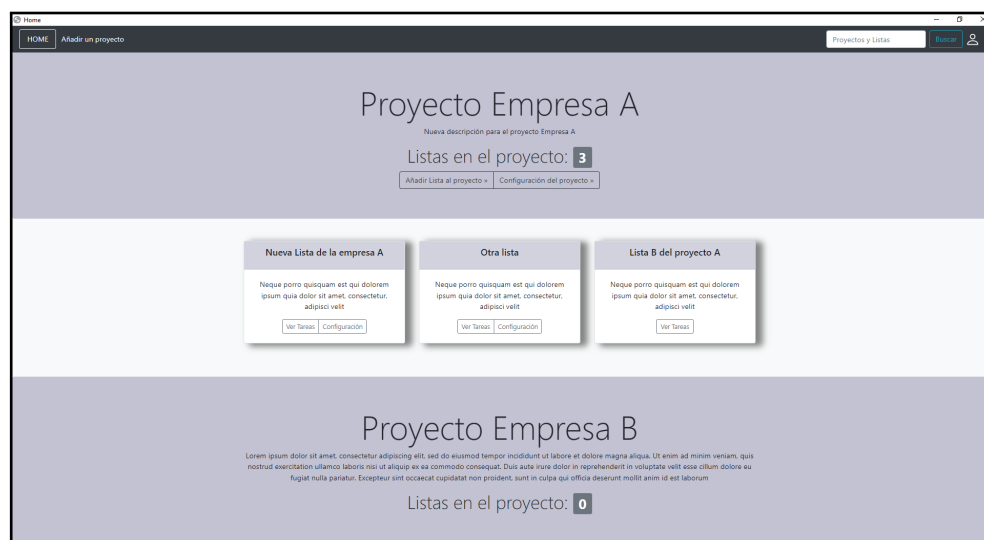 Home
HOME Añadir un proyecto Proyectos y Listas Buscar
Proyecto Empresa A
Nueva descripción para el proyecto Empresa A
Listas en el proyecto: 3
Añadir Lista al proyecto » Configuración del proyecto »
Nueva Lista de la empresa A
Neque porro quisquam est qui dolorem
ipsum quia dolor sit amet, consectetur,
adipisci velit
Ver Tareas Configuración
Otra lista
Neque porro quisquam est qui dolorem
ipsum quia dolor sit amet, consectetur,
adipisci velit
Ver Tareas Configuración
Lista B del proyecto A
Neque porro quisquam est qui dolorem
ipsum quia dolor sit amet, consectetur,
adipisci velit
Ver Tareas
Proyecto Empresa B
Lorem ipsum dolor sit amet, consectetur adipiscing elit, sed do eiusmod tempor incididunt ut labore et dolore magna aliqua. Ut enim ad minim veniam, quis
nostrud exercitation ullamco laboris nisi ut aliquip ex ea commodo consequat. Duis aute irure dolor in reprehenderit in voluptate velit esse cillum dolore eu
fugiat nulla pariatur. Excepteur sint occaecat cupidatat non proident, sunt in culpa qui officia deserunt mollit anim id est laborum
Listas en el proyecto: 0